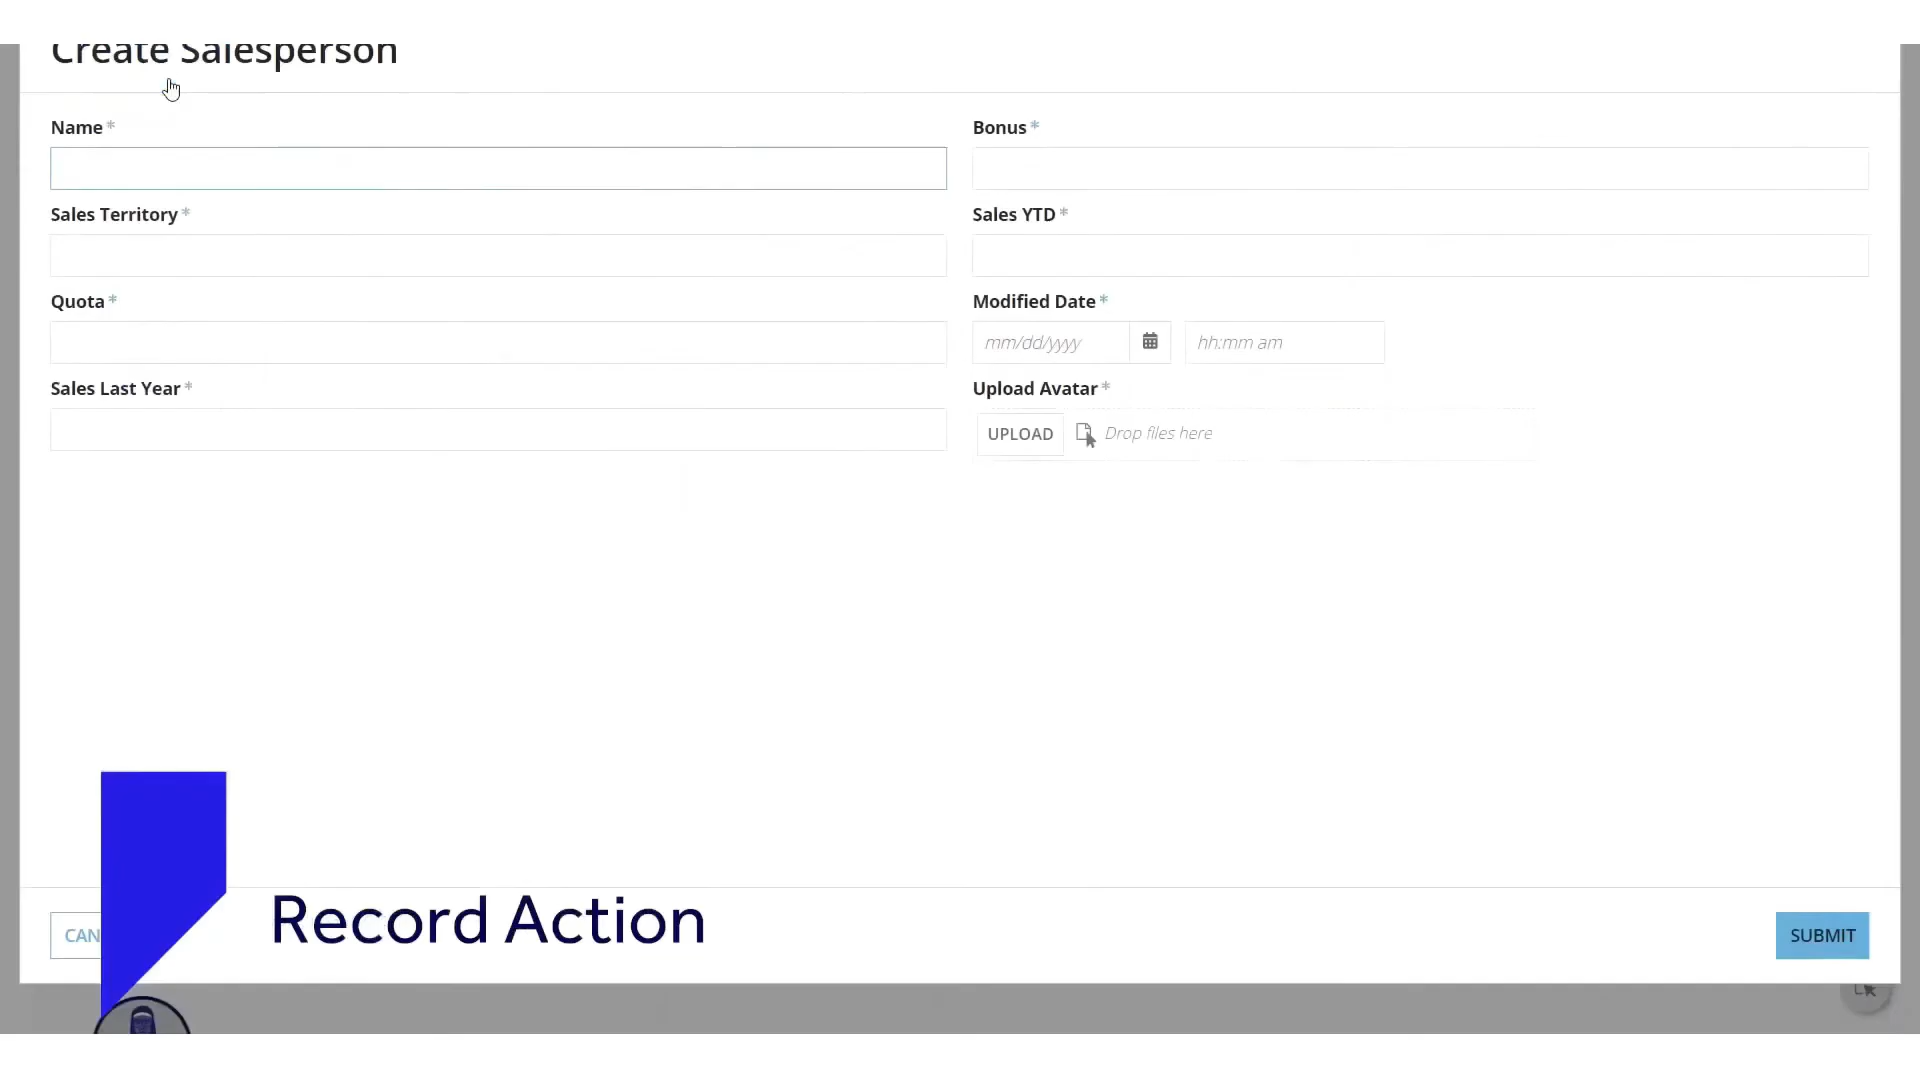 Create Salesperson
Name *
Bonus *
Sales Territory *
Sales YTD *
Quota *
Modified Date *
mm/dd/yyyy
hh:mm am
Sales Last Year *
Upload Avatar *
UPLOAD
Drop files here
CAN
Record Action
SUBMIT